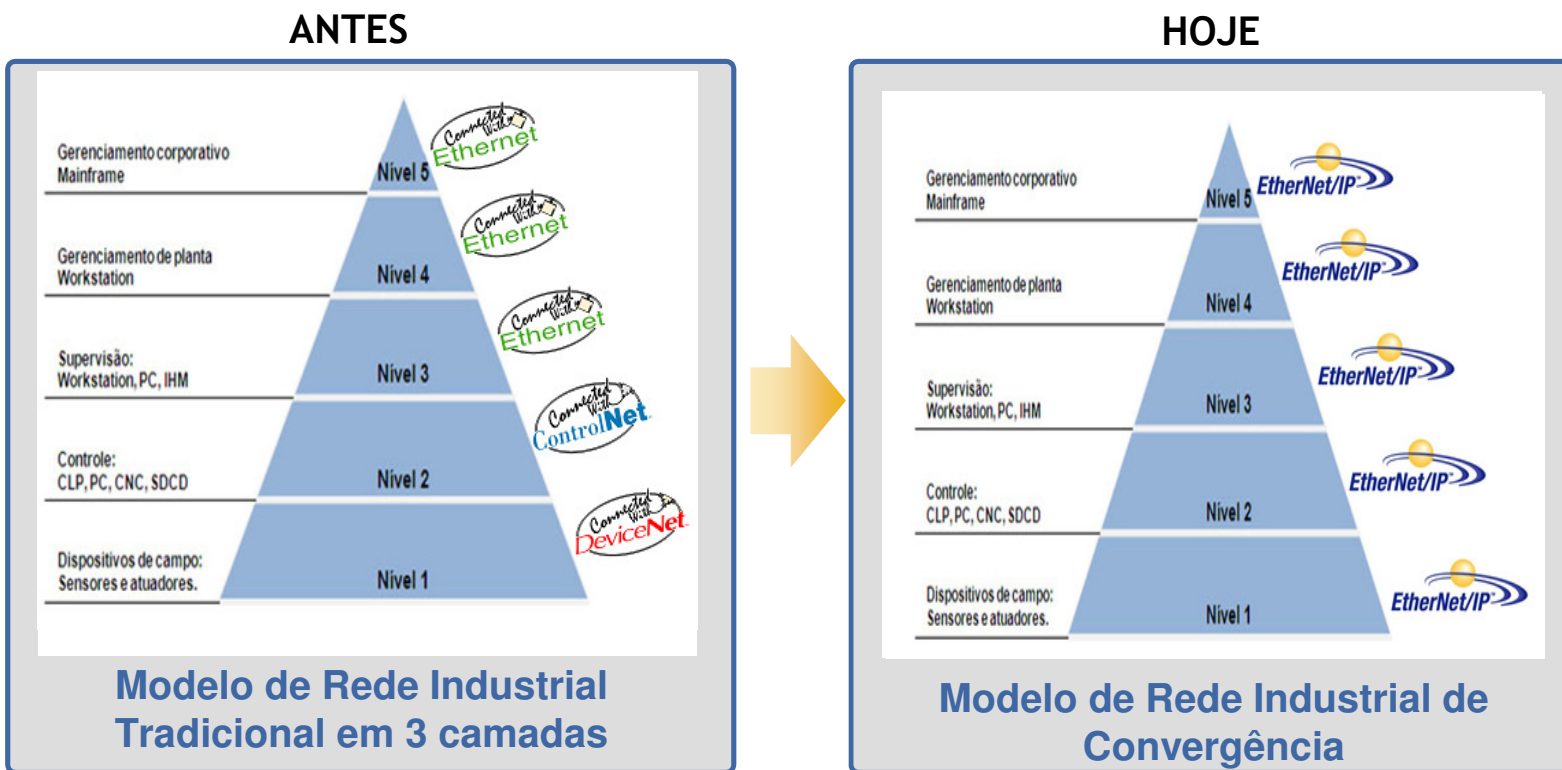 ANTES
Gerenciamento corporativo
Mainframe
Nível 5
Connected With
Ethernet
Gerenciamento de planta
Workstation
Nível 4
Connected With
Ethernet
Supervisão:
Workstation, PC, IHM
Nível 3
Connected With
Ethernet
Controle:
CLP, PC, CNC, SDCD
Nível 2
Connected With
ControlNet
Dispositivos de campo:
Sensores e atuadores.
Nível 1
Connected With
DeviceNet
Modelo de Rede Industrial
Tradicional em 3 camadas
HOJE
Gerenciamento corporativo
Mainframe
Nível 5
EtherNet/IP™
Gerenciamento de planta
Workstation
Nível 4
EtherNet/IP™
Supervisão:
Workstation, PC, IHM
Nível 3
EtherNet/IP™
Controle:
CLP, PC, CNC, SDCD
Nível 2
EtherNet/IP™
Dispositivos de campo:
Sensores e atuadores.
Nível 1
EtherNet/IP™
Modelo de Rede Industrial de
Convergência